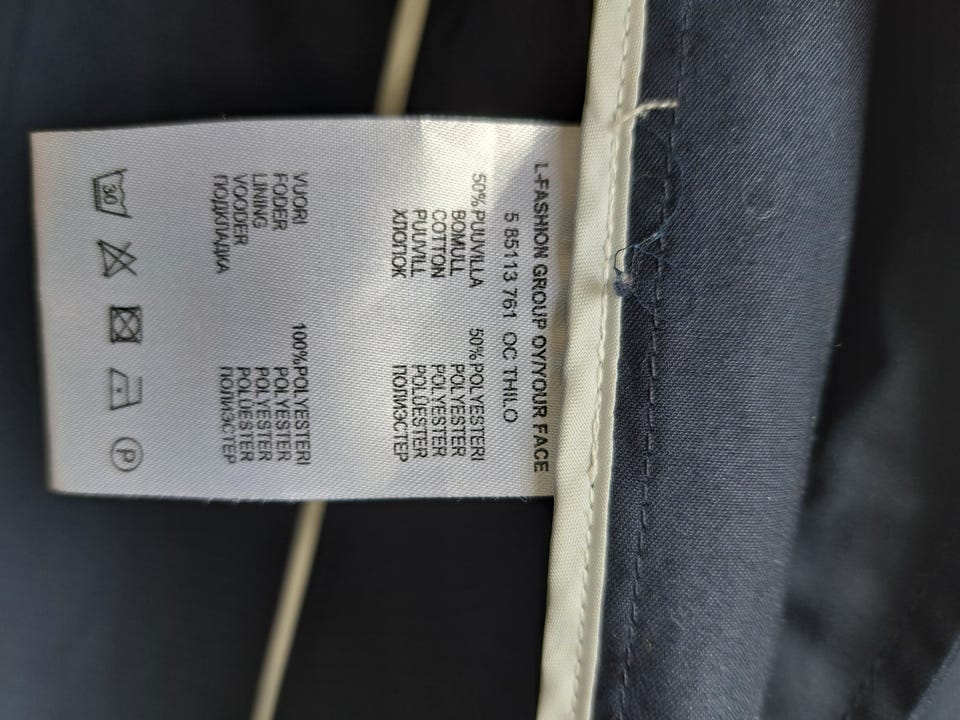 L-FASHION GROUP OY/YOUR FACE
5 85113 761 OC THILO
50%PUUVILLA 50%POLYESTERI
BOMULL POLYESTER
COTTON POLYESTER
PUUVILL POLÜESTER
ХЛОПОК ПОЛИЭСТЕР
VUORI 100%POLYESTERI
FODER POLYESTER
LINING POLYESTER
VOODER POLÜESTER
ПОДКЛАДКА ПОЛИЭСТЕР
30 P